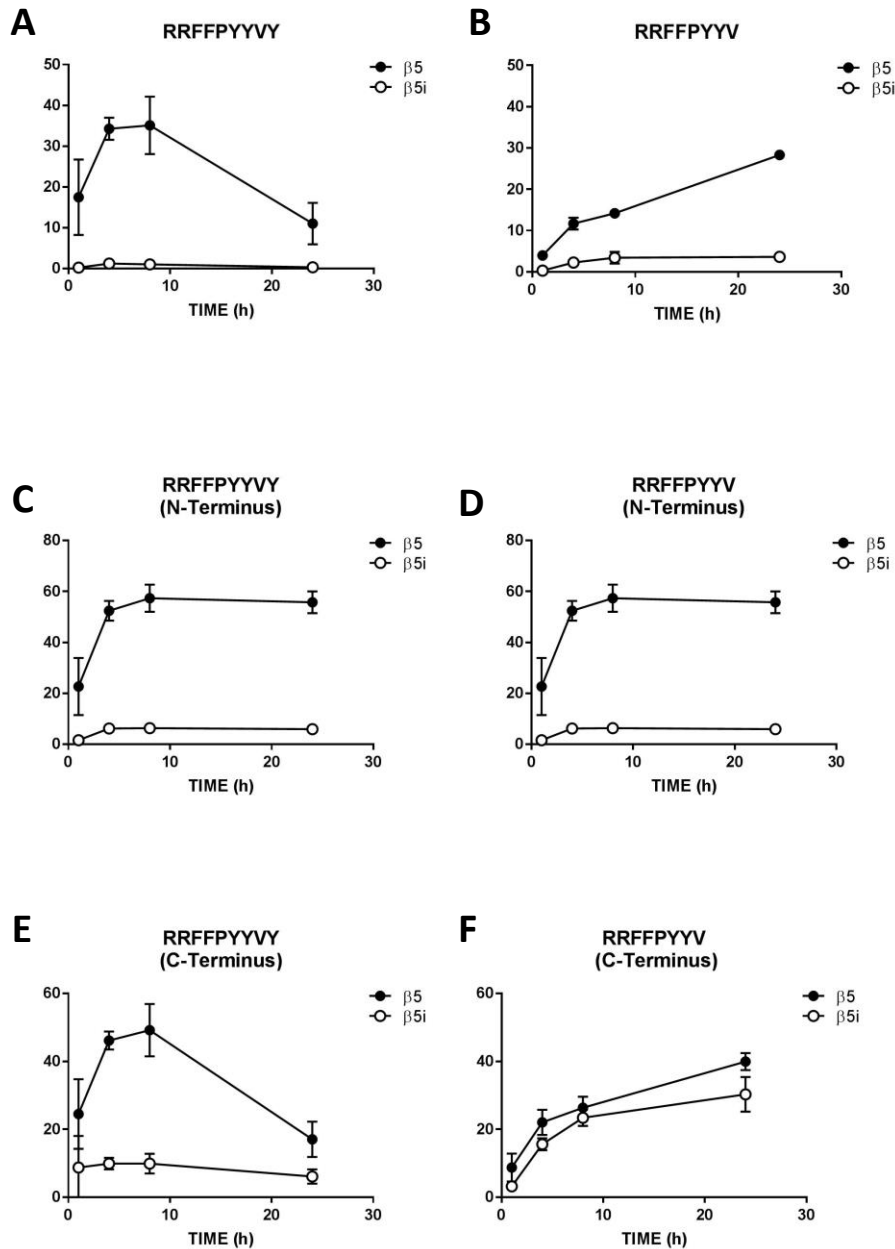 A
RRFFPYYVY
β5
β5i
50
40
30
20
10
0
0
10
20
30
TIME (h)
B
RRFFPYYV
β5
β5i
50
40
30
20
10
0
0
10
20
30
TIME (h)
C
RRFFPYYVY
(N-Terminus)
β5
β5i
80
60
40
20
0
0
10
20
30
TIME (h)
D
RRFFPYYV
(N-Terminus)
β5
β5i
80
60
40
20
0
0
10
20
30
TIME (h)
E
RRFFPYYVY
(C-Terminus)
β5
β5i
60
40
20
0
0
10
20
30
TIME (h)
F
RRFFPYYV
(C-Terminus)
β5
β5i
60
40
20
0
0
10
20
30
TIME (h)